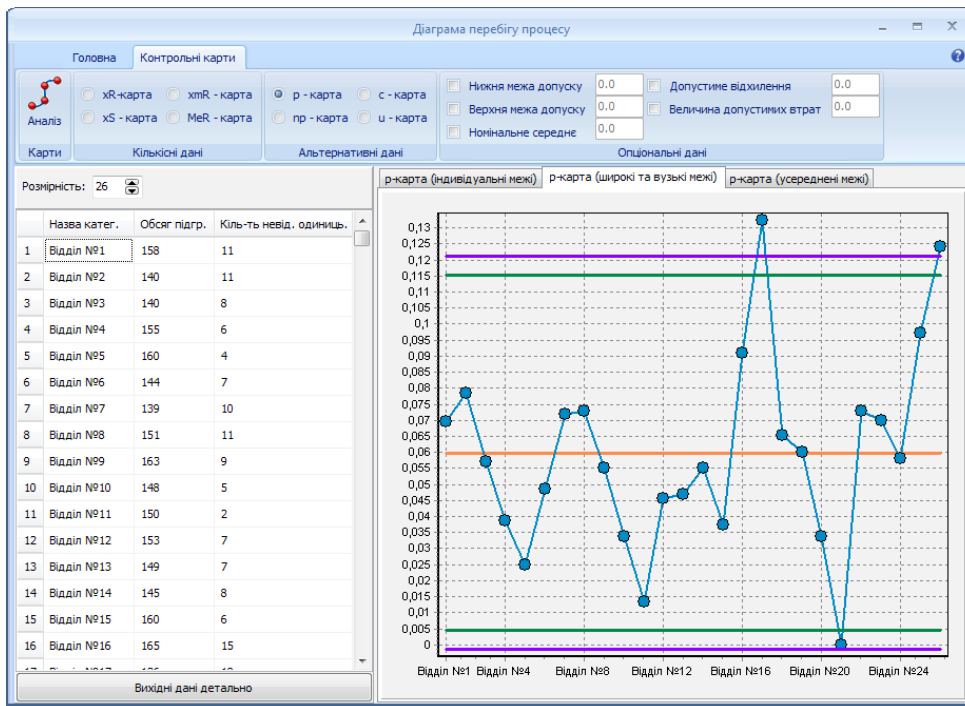 Діаграма перебігу процесу
Головна Контрольні карти
Аналіз
Карти
xR-карта xmR - карта
xS - карта MeR - карта
Кількісні дані
p - карта c - карта
np - карта u - карта
Альтернативні дані
Нижня межа допуску 0.0 Допустиме відхилення 0.0
Верхня межа допуску 0.0 Величина допустимих втрат 0.0
Номінальне середнє 0.0
Опціональні дані
Розмірність: 26
Назва катег. Обсяг підгр. Кіль-ть невід. одиниць.
1 Відділ №1 158 11
2 Відділ №2 140 11
3 Відділ №3 140 8
4 Відділ №4 155 6
5 Відділ №5 160 4
6 Відділ №6 144 7
7 Відділ №7 139 10
8 Відділ №8 151 11
9 Відділ №9 163 9
10 Відділ №10 148 5
11 Відділ №11 150 2
12 Відділ №12 153 7
13 Відділ №13 149 7
14 Відділ №14 145 8
15 Відділ №15 160 6
16 Відділ №16 165 15
Вихідні дані детально
p-карта (індивідуальні межі) p-карта (широкі та вузькі межі) p-карта (усереднені межі)
0,13
0,125
0,12
0,115
0,11
0,105
0,1
0,095
0,09
0,085
0,08
0,075
0,07
0,065
0,06
0,055
0,05
0,045
0,04
0,035
0,03
0,025
0,02
0,015
0,01
0,005
0
Відділ №1 Відділ №4 Відділ №8 Відділ №12 Відділ №16 Відділ №20 Відділ №24